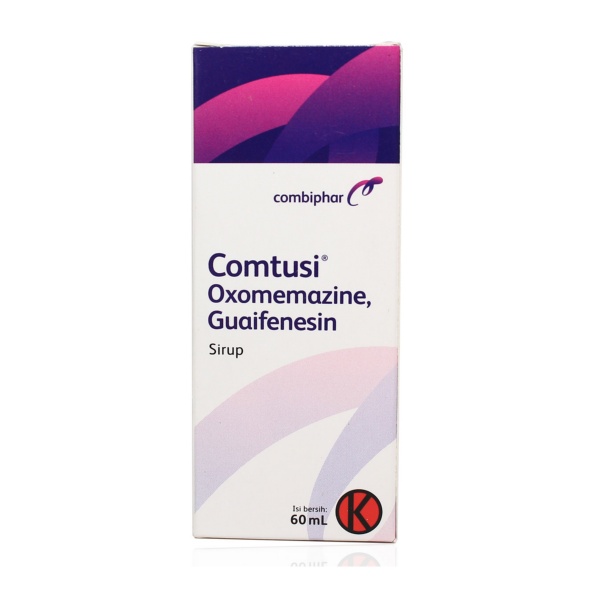 combiphar
Comtusi®
Oxomemazine,
Guaifenesin
Sirup
Isi bersih:
60 mL
K